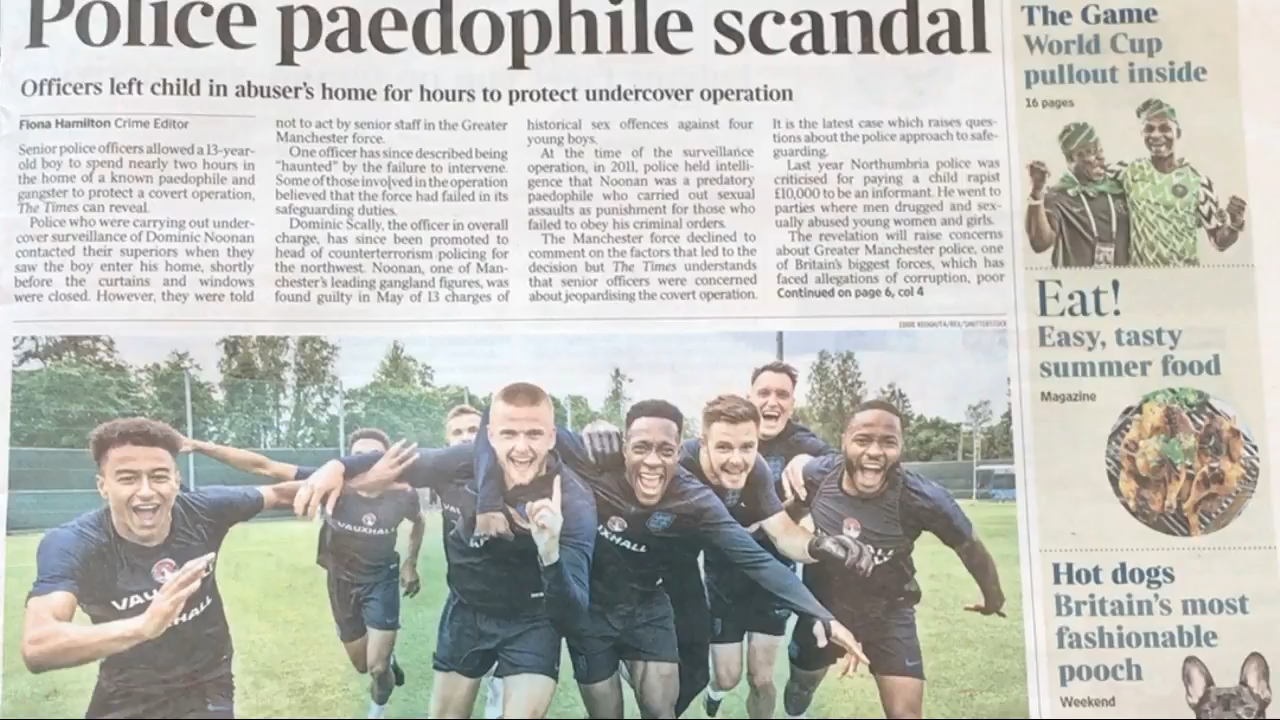 Police paedophile scandal
Officers left child in abuser's home for hours to protect undercover operation
Fiona Hamilton Crime Editor
Senior police officers allowed a 13-year-
old boy to spend nearly two hours in
the home of a known paedophile and
gangster to protect a covert operation,
The Times can reveal.
Police who were carrying out under-
cover surveillance of Dominic Noonan
contacted their superiors when they
saw the boy enter his home, shortly
before the curtains and windows
were closed. However, they were told
not to act by senior staff in the Greater
Manchester force.
One officer has since described being
"haunted" by the failure to intervene.
Some of those involved in the operation
believed that the force had failed in its
safeguarding duties.
Dominic Scally, the officer in overall
charge, has since been promoted to
head of counterterrorism policing for
the northwest. Noonan, one of Man-
chester's leading gangland figures, was
found guilty in May of 13 charges of
historical sex offences against four
young boys.
At the time of the surveillance
operation, in 2011, police held intelli-
gence that Noonan was a predatory
paedophile who carried out sexual
assaults as punishment for those who
failed to obey his criminal orders.
The Manchester force declined to
comment on the factors that led to the
decision but The Times understands
that senior officers were concerned
about jeopardising the covert operation.
It is the latest case which raises ques-
tions about the police approach to safe-
guarding.
Last year Northumbria police was
criticised for paying a child rapist
£10,000 to be an informant. He went to
parties where men drugged and sex-
ually abused young women and girls.
The revelation will raise concerns
about Greater Manchester police, one
of Britain's biggest forces, which has
faced allegations of corruption, poor
Continued on page 6, col 4
The Game
World Cup
pullout inside
16 pages
Eat!
Easy, tasty
summer food
Magazine
Hot dogs
Britain's most
fashionable
pooch
Weekend
VAUXHALL